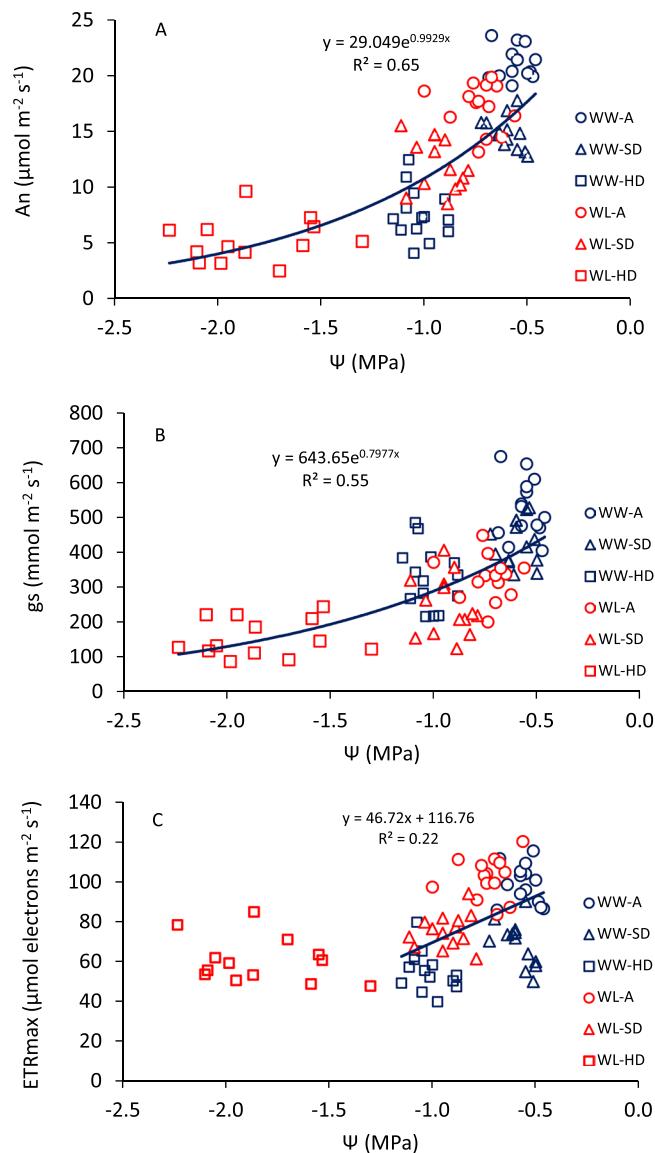 A
y = 29.049e^0.9929x
R² = 0.65
An (µmol m⁻² s⁻¹)
25
20
15
10
5
0
-2.5 -2.0 -1.5 -1.0 -0.5 0.0
Ψ (MPa)
WW-A
WW-SD
WW-HD
WL-A
WL-SD
WL-HD
B
y = 643.65e^0.7977x
R² = 0.55
gs (mmol m⁻² s⁻¹)
800
700
600
500
400
300
200
100
0
-2.5 -2.0 -1.5 -1.0 -0.5 0.0
Ψ (MPa)
WW-A
WW-SD
WW-HD
WL-A
WL-SD
WL-HD
C
y = 46.72x + 116.76
R² = 0.22
ETRmax (µmol electrons m⁻² s⁻¹)
140
120
100
80
60
40
20
0
-2.5 -2.0 -1.5 -1.0 -0.5 0.0
Ψ (MPa)
WW-A
WW-SD
WW-HD
WL-A
WL-SD
WL-HD